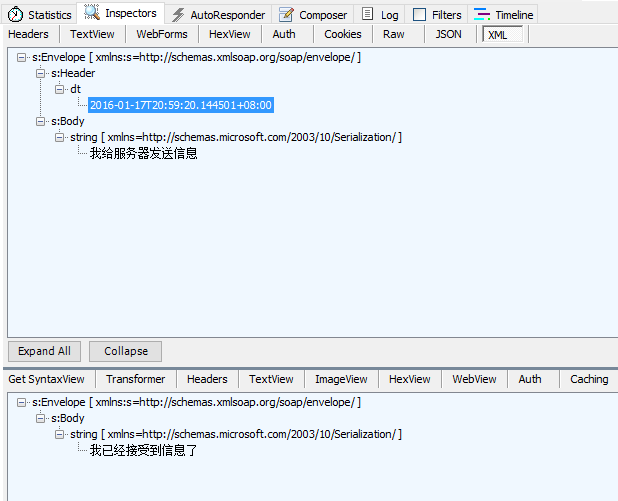 Statistics Inspectors AutoResponder Composer Log Filters Timeline
Headers TextView WebForms HexView Auth Cookies Raw JSON XML
s:Envelope [ xmlns:s=http://schemas.xmlsoap.org/soap/envelope/ ]
s:Header
dt
2016-01-17T20:59:20.144501+08:00
s:Body
string [ xmlns=http://schemas.microsoft.com/2003/10/Serialization/ ]
我给服务器发送信息
Expand All Collapse
Get SyntaxView Transformer Headers TextView ImageView HexView WebView Auth Caching
s:Envelope [ xmlns:s=http://schemas.xmlsoap.org/soap/envelope/ ]
s:Body
string [ xmlns=http://schemas.microsoft.com/2003/10/Serialization/ ]
我已经接受到信息了